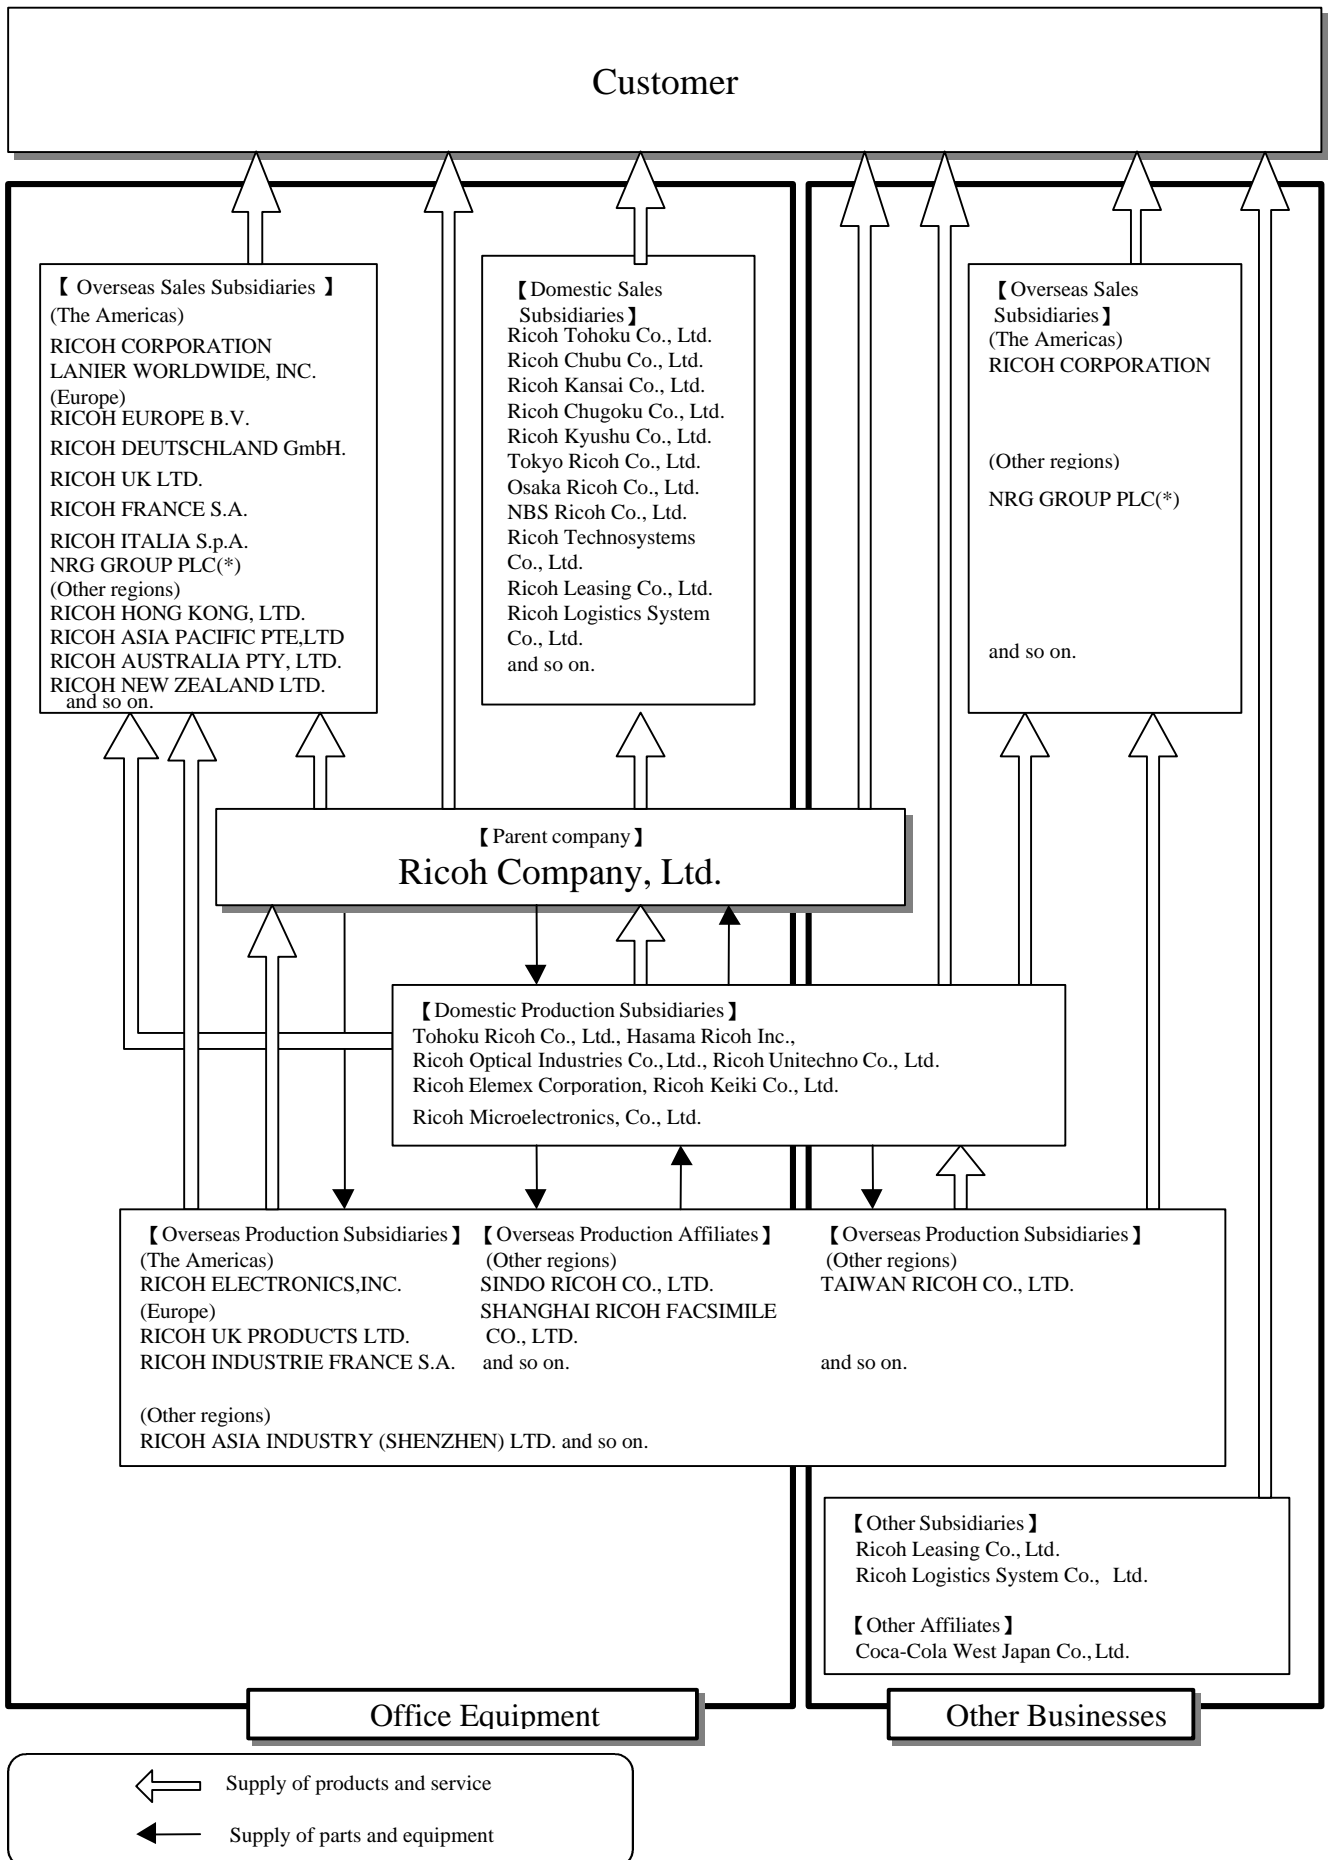 Customer
【 Overseas Sales Subsidiaries 】
(The Americas)
RICOH CORPORATION
LANIER WORLDWIDE, INC.
(Europe)
RICOH EUROPE B.V.
RICOH DEUTSCHLAND GmbH.
RICOH UK LTD.
RICOH FRANCE S.A.
RICOH ITALIA S.p.A.
NRG GROUP PLC(*)
(Other regions)
RICOH HONG KONG, LTD.
RICOH ASIA PACIFIC PTE,LTD
RICOH AUSTRALIA PTY, LTD.
RICOH NEW ZEALAND LTD.
and so on.
【Domestic Sales
Subsidiaries】
Ricoh Tohoku Co., Ltd.
Ricoh Chubu Co., Ltd.
Ricoh Kansai Co., Ltd.
Ricoh Chugoku Co., Ltd.
Ricoh Kyushu Co., Ltd.
Tokyo Ricoh Co., Ltd.
Osaka Ricoh Co., Ltd.
NBS Ricoh Co., Ltd.
Ricoh Technosystems
Co., Ltd.
Ricoh Leasing Co., Ltd.
Ricoh Logistics System
Co., Ltd.
and so on.
【Overseas Sales
Subsidiaries】
(The Americas)
RICOH CORPORATION
(Other regions)
NRG GROUP PLC(*)
and so on.
【Parent company】
Ricoh Company, Ltd.
【Domestic Production Subsidiaries】
Tohoku Ricoh Co., Ltd., Hasama Ricoh Inc.,
Ricoh Optical Industries Co., Ltd., Ricoh Unitechno Co., Ltd.
Ricoh Elemex Corporation, Ricoh Keiki Co., Ltd.
Ricoh Microelectronics, Co., Ltd.
【Overseas Production Subsidiaries】
(The Americas)
RICOH ELECTRONICS,INC.
(Europe)
RICOH UK PRODUCTS LTD.
RICOH INDUSTRIE FRANCE S.A.
(Other regions)
RICOH ASIA INDUSTRY (SHENZHEN) LTD. and so on.
【Overseas Production Affiliates】
(Other regions)
SINDO RICOH CO., LTD.
SHANGHAI RICOH FACSIMILE
CO., LTD.
and so on.
【Overseas Production Subsidiaries】
(Other regions)
TAIWAN RICOH CO., LTD.
and so on.
【Other Subsidiaries】
Ricoh Leasing Co., Ltd.
Ricoh Logistics System Co., Ltd.
【Other Affiliates】
Coca-Cola West Japan Co., Ltd.
Office Equipment
Other Businesses
Supply of products and service
Supply of parts and equipment